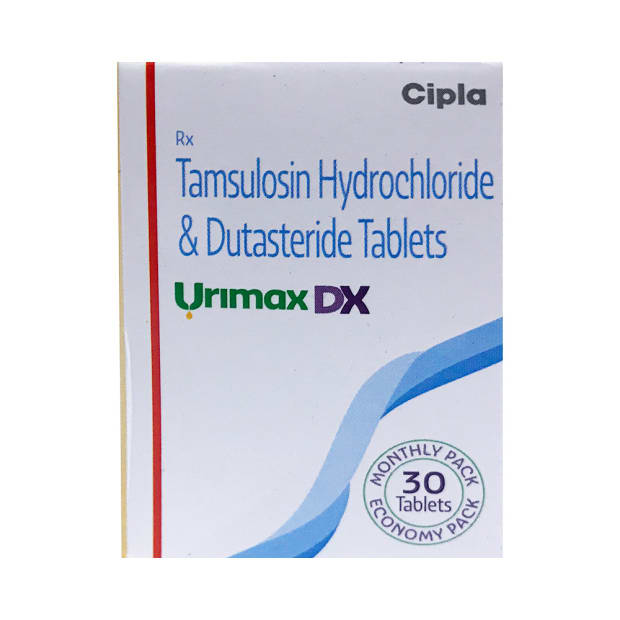 Cipla
Rx
Tamsulosin Hydrochloride
& Dutasteride Tablets
Urimax DX
MONTHLY PACK
30
Tablets
ECONOMY PACK